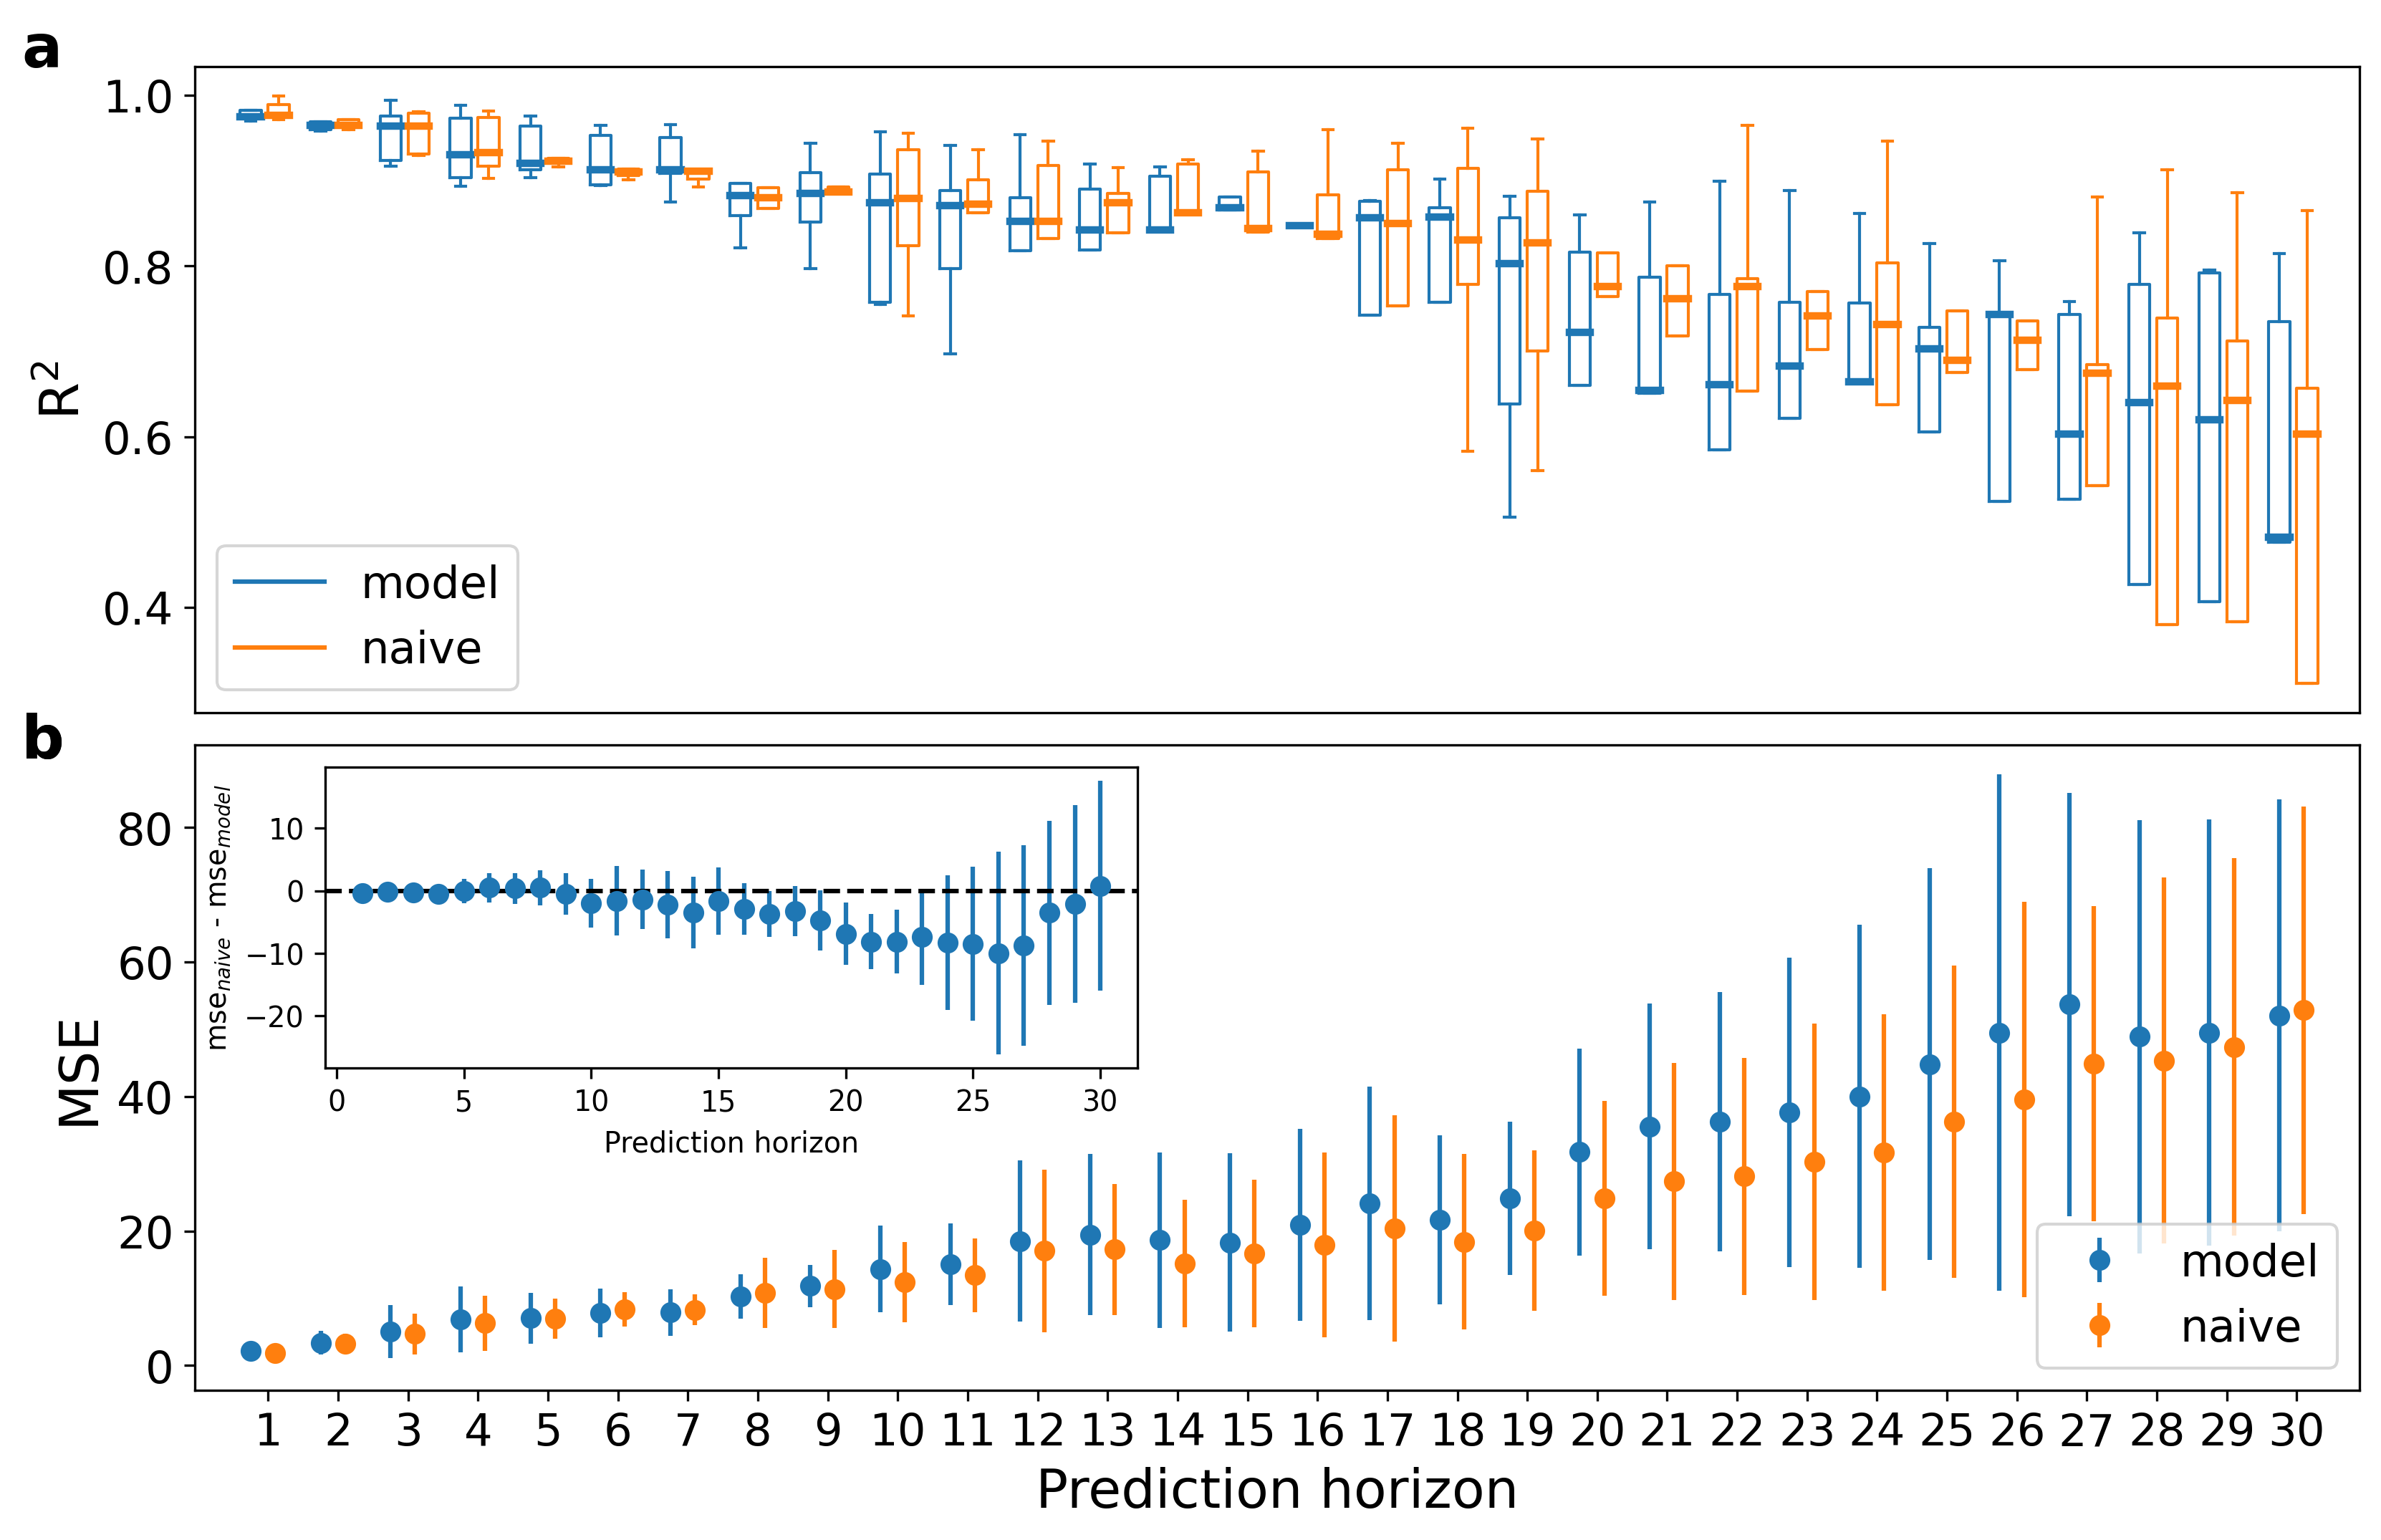 a
1.0
0.8
0.6
0.4
R²
model
naive
b
80
60
40
20
0
MSE
10
0
−10
−20
mse_naive - mse_model
0 5 10 15 20 25 30
Prediction horizon
model
naive
1 2 3 4 5 6 7 8 9 10 11 12 13 14 15 16 17 18 19 20 21 22 23 24 25 26 27 28 29 30
Prediction horizon